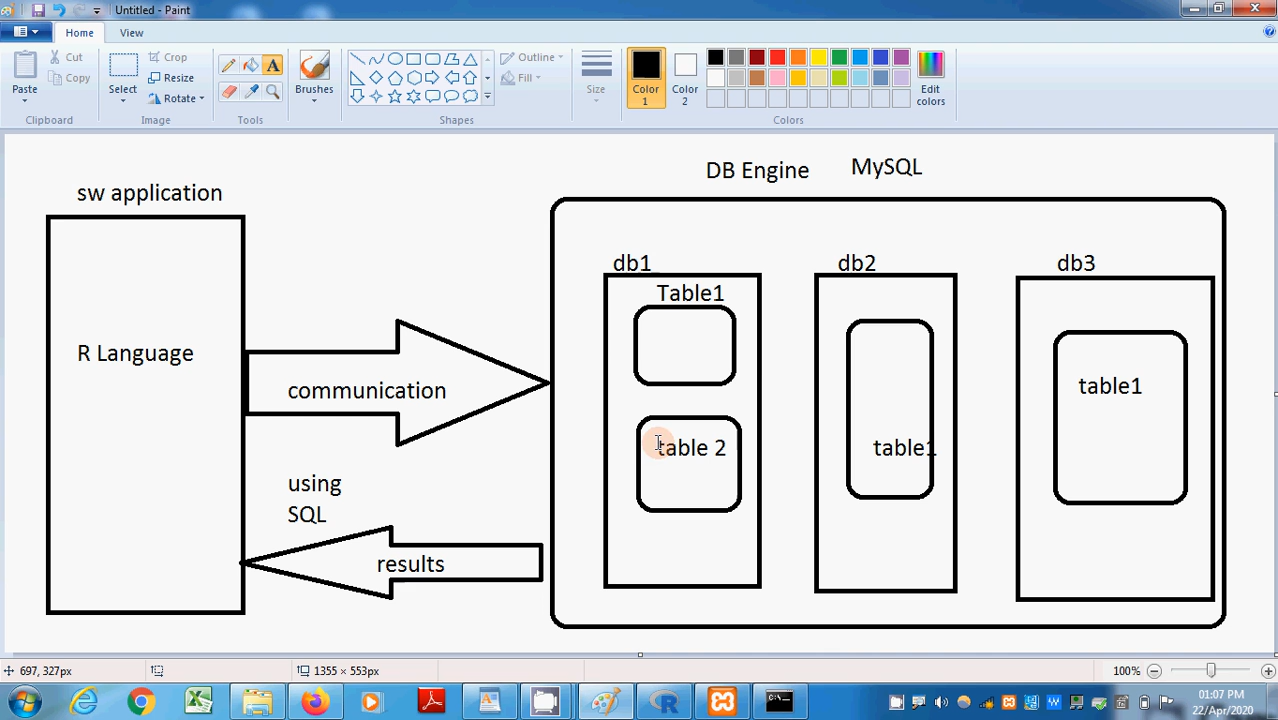 Untitled - Paint
Home
View
Paste
Cut
Copy
Clipboard
Select
Crop
Resize
Rotate
Image
Tools
Brushes
Shapes
Outline
Fill
Size
Color
1
Color
2
Edit
colors
Colors
sw application
R Language
communication
using
SQL
results
DB Engine
MySQL
db1
Table1
table 2
db2
table1
db3
table1
697, 327px
1355 × 553px
100%
01:07 PM
22/Apr/2020